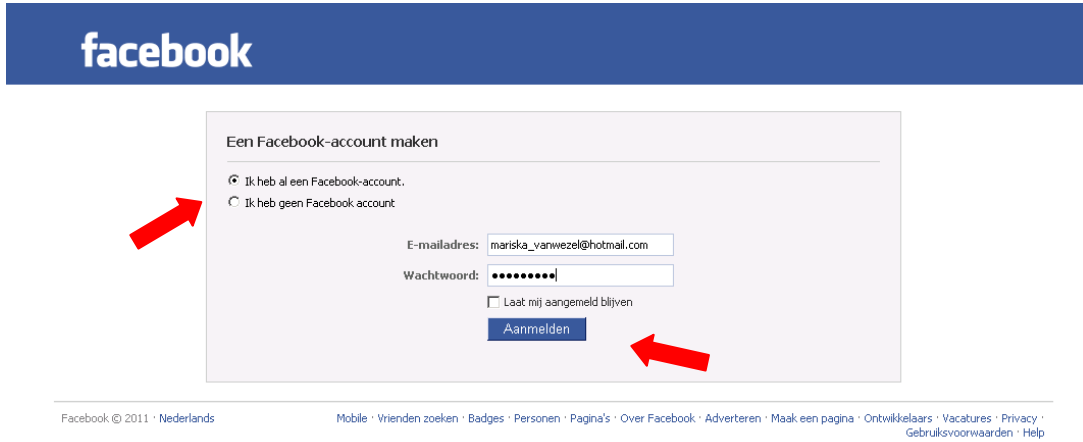 facebook
Een Facebook-account maken
Ik heb al een Facebook-account.
Ik heb geen Facebook account
E-mailadres: mariska_vanwezel@hotmail.com
Wachtwoord: •••••••••
Laat mij aangemeld blijven
Aanmelden
Facebook © 2011 · Nederlands Mobile · Vrienden zoeken · Badges · Personen · Pagina's · Over Facebook · Adverteren · Maak een pagina · Ontwikkelaars · Vacatures · Privacy ·
Gebruiksvoorwaarden · Help